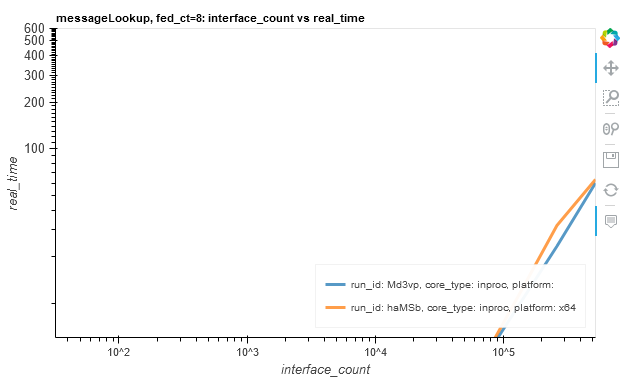 messageLookup, fed_ct=8: interface_count vs real_time
600
500
400
300
200
100
real_time
run_id: Md3vp, core_type: inproc, platform:
run_id: haMSb, core_type: inproc, platform: x64
10^2
10^3
10^4
10^5
interface_count